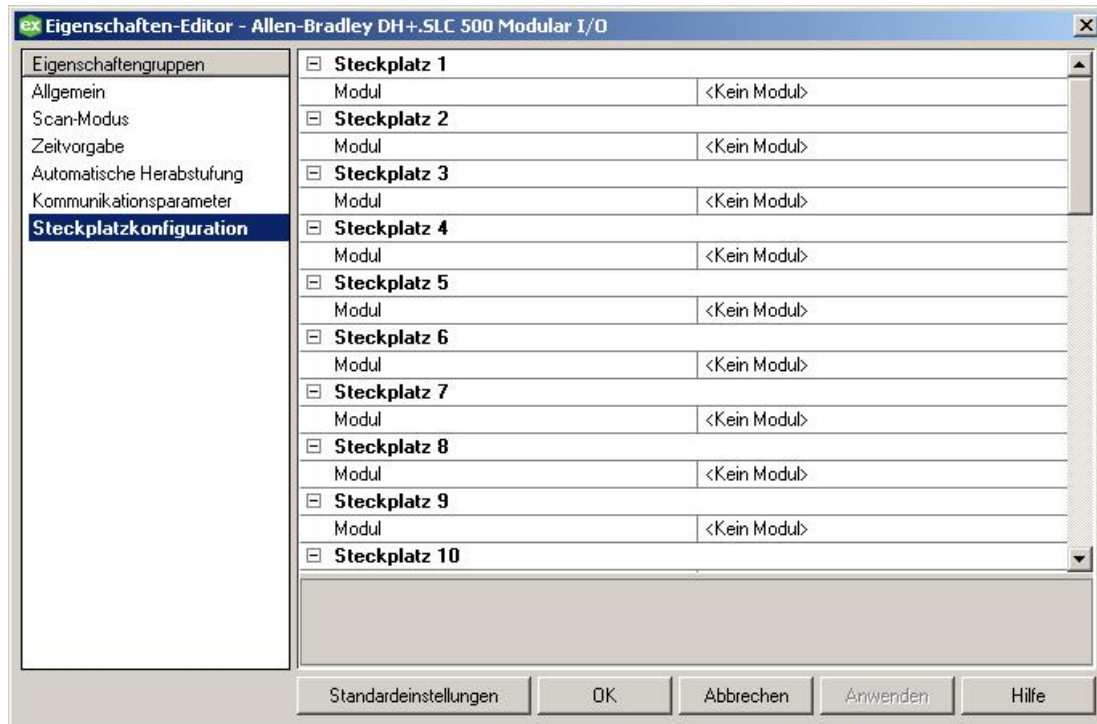 ex Eigenschaften-Editor - Allen-Bradley DH+.SLC 500 Modular I/O
Eigenschaftengruppen
Allgemein
Scan-Modus
Zeitvorgabe
Automatische Herabstufung
Kommunikationsparameter
Steckplatzkonfiguration
Steckplatz 1
Modul <Kein Modul>
Steckplatz 2
Modul <Kein Modul>
Steckplatz 3
Modul <Kein Modul>
Steckplatz 4
Modul <Kein Modul>
Steckplatz 5
Modul <Kein Modul>
Steckplatz 6
Modul <Kein Modul>
Steckplatz 7
Modul <Kein Modul>
Steckplatz 8
Modul <Kein Modul>
Steckplatz 9
Modul <Kein Modul>
Steckplatz 10
Standardeinstellungen OK Abbrechen Anwenden Hilfe